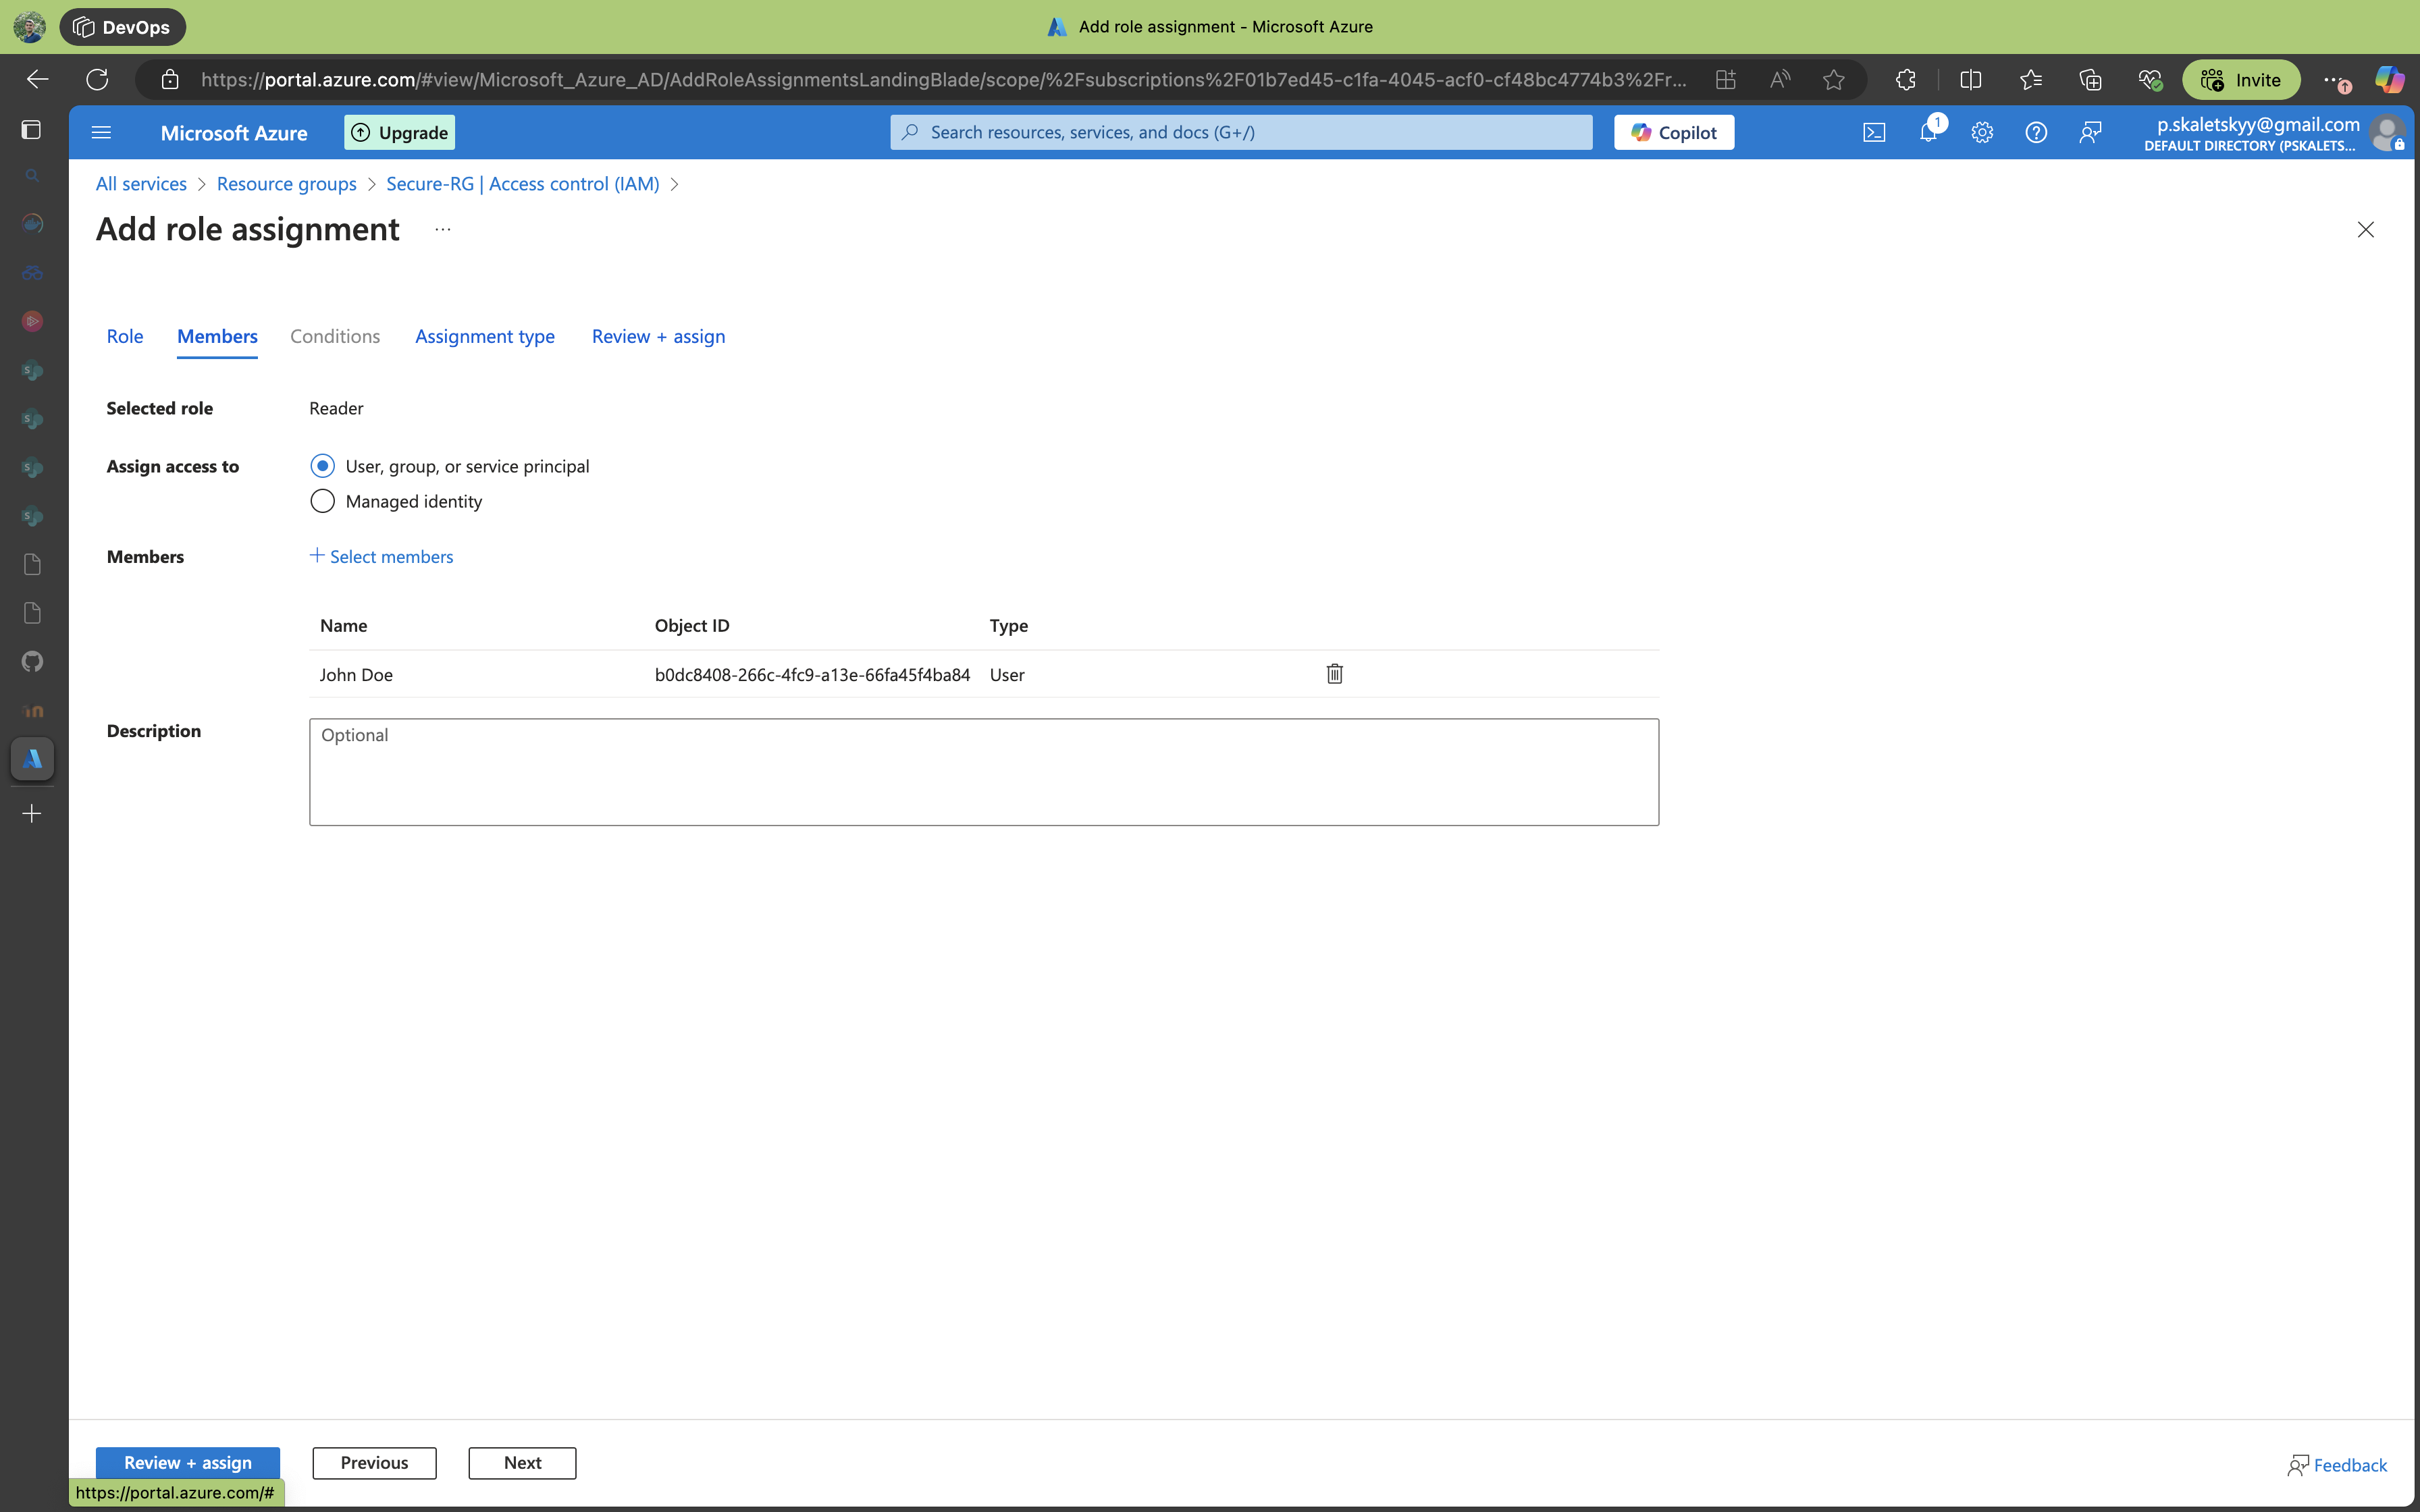 DevOps
Add role assignment - Microsoft Azure
https://portal.azure.com/#view/Microsoft_Azure_AD/AddRoleAssignmentsLandingBlade/scope/%2Fsubscriptions%2F01b7ed45-c1fa-4045-acf0-cf48bc4774b3%2Fr...
Invite
Microsoft Azure
Upgrade
Search resources, services, and docs (G+/)
Copilot
1
p.skaletskyy@gmail.com
DEFAULT DIRECTORY (PSKALETS...
All services > Resource groups > Secure-RG | Access control (IAM) >
Add role assignment ...
Role Members Conditions Assignment type Review + assign
Selected role Reader
Assign access to User, group, or service principal
Managed identity
Members + Select members
Name Object ID Type
John Doe b0dc8408-266c-4fc9-a13e-66fa45f4ba84 User
Description Optional
Review + assign Previous Next
Feedback
https://portal.azure.com/#